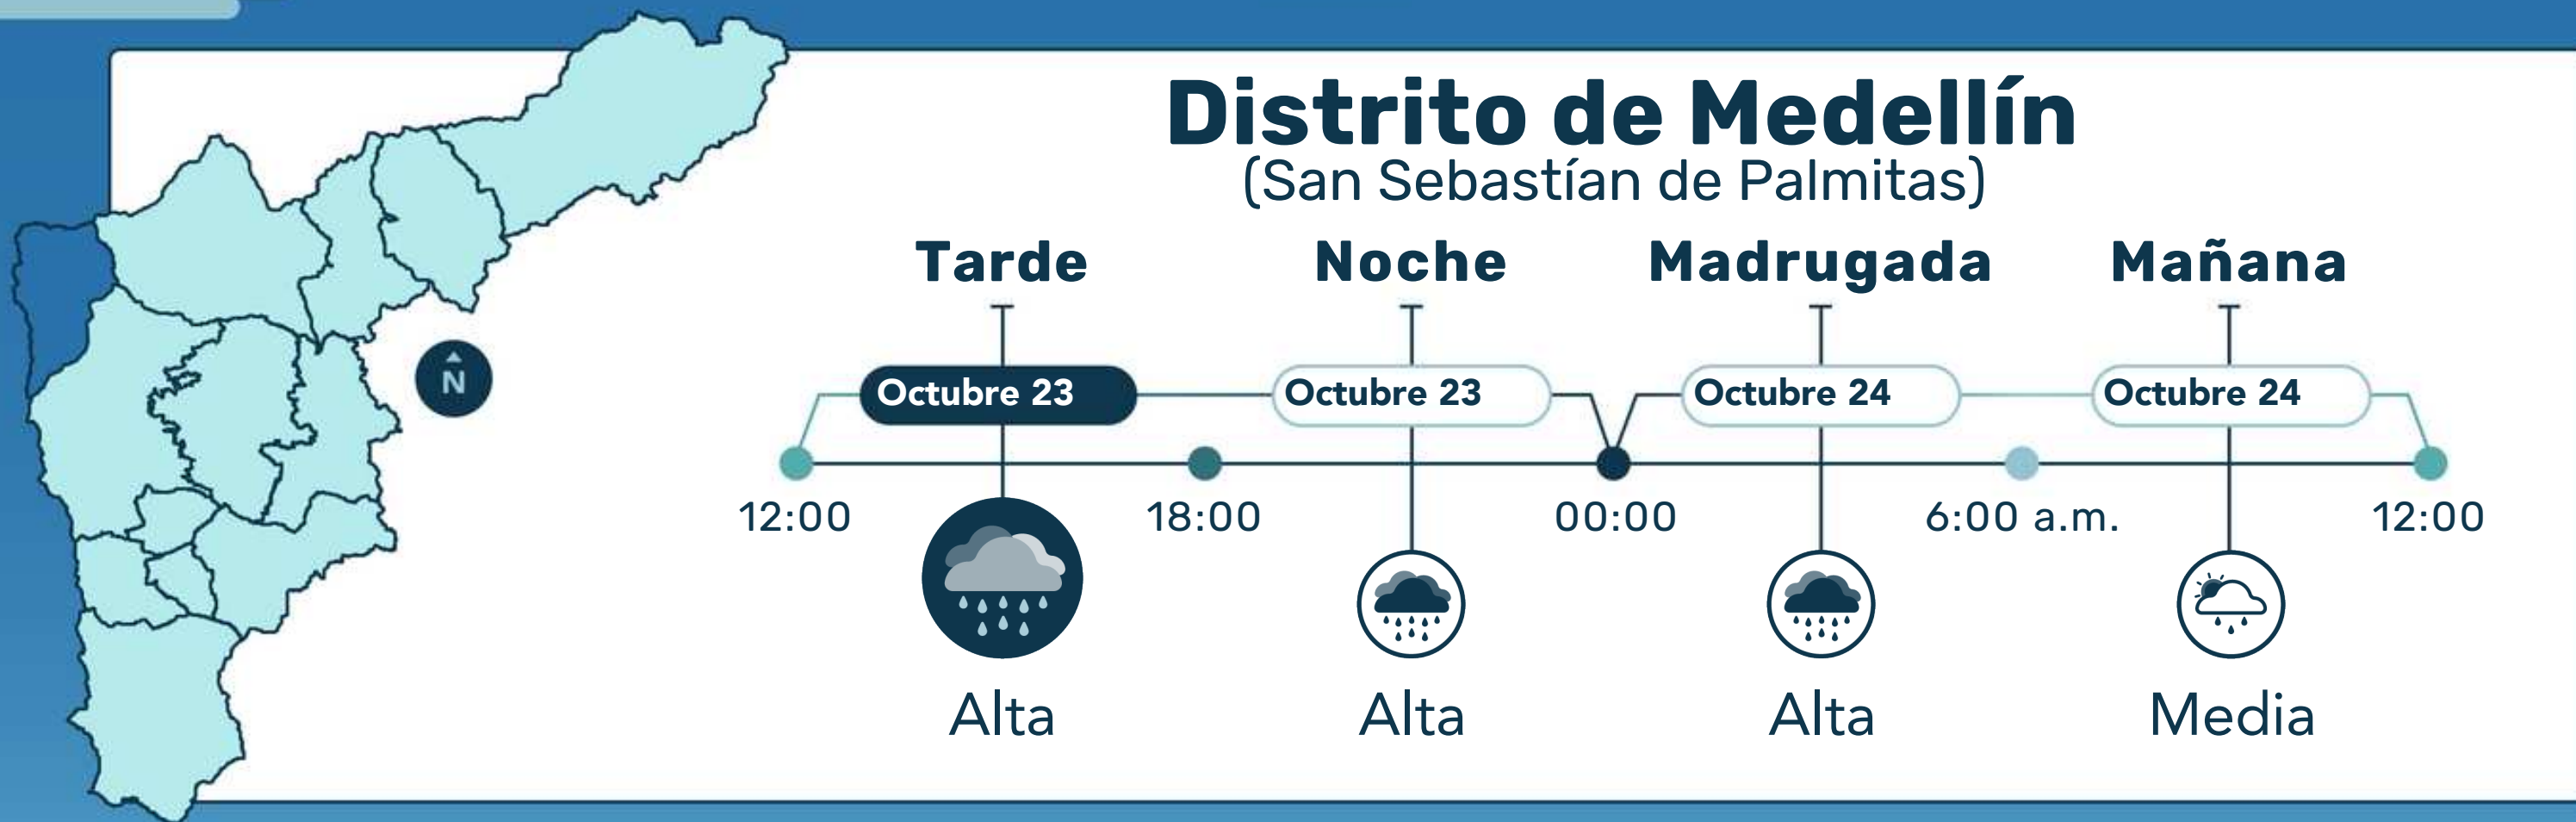 Distrito de Medellín
(San Sebastían de Palmitas)
Tarde Noche Madrugada Mañana
N
Octubre 23 Octubre 23 Octubre 24 Octubre 24
12:00 18:00 00:00 6:00 a.m. 12:00
Alta Alta Alta Media